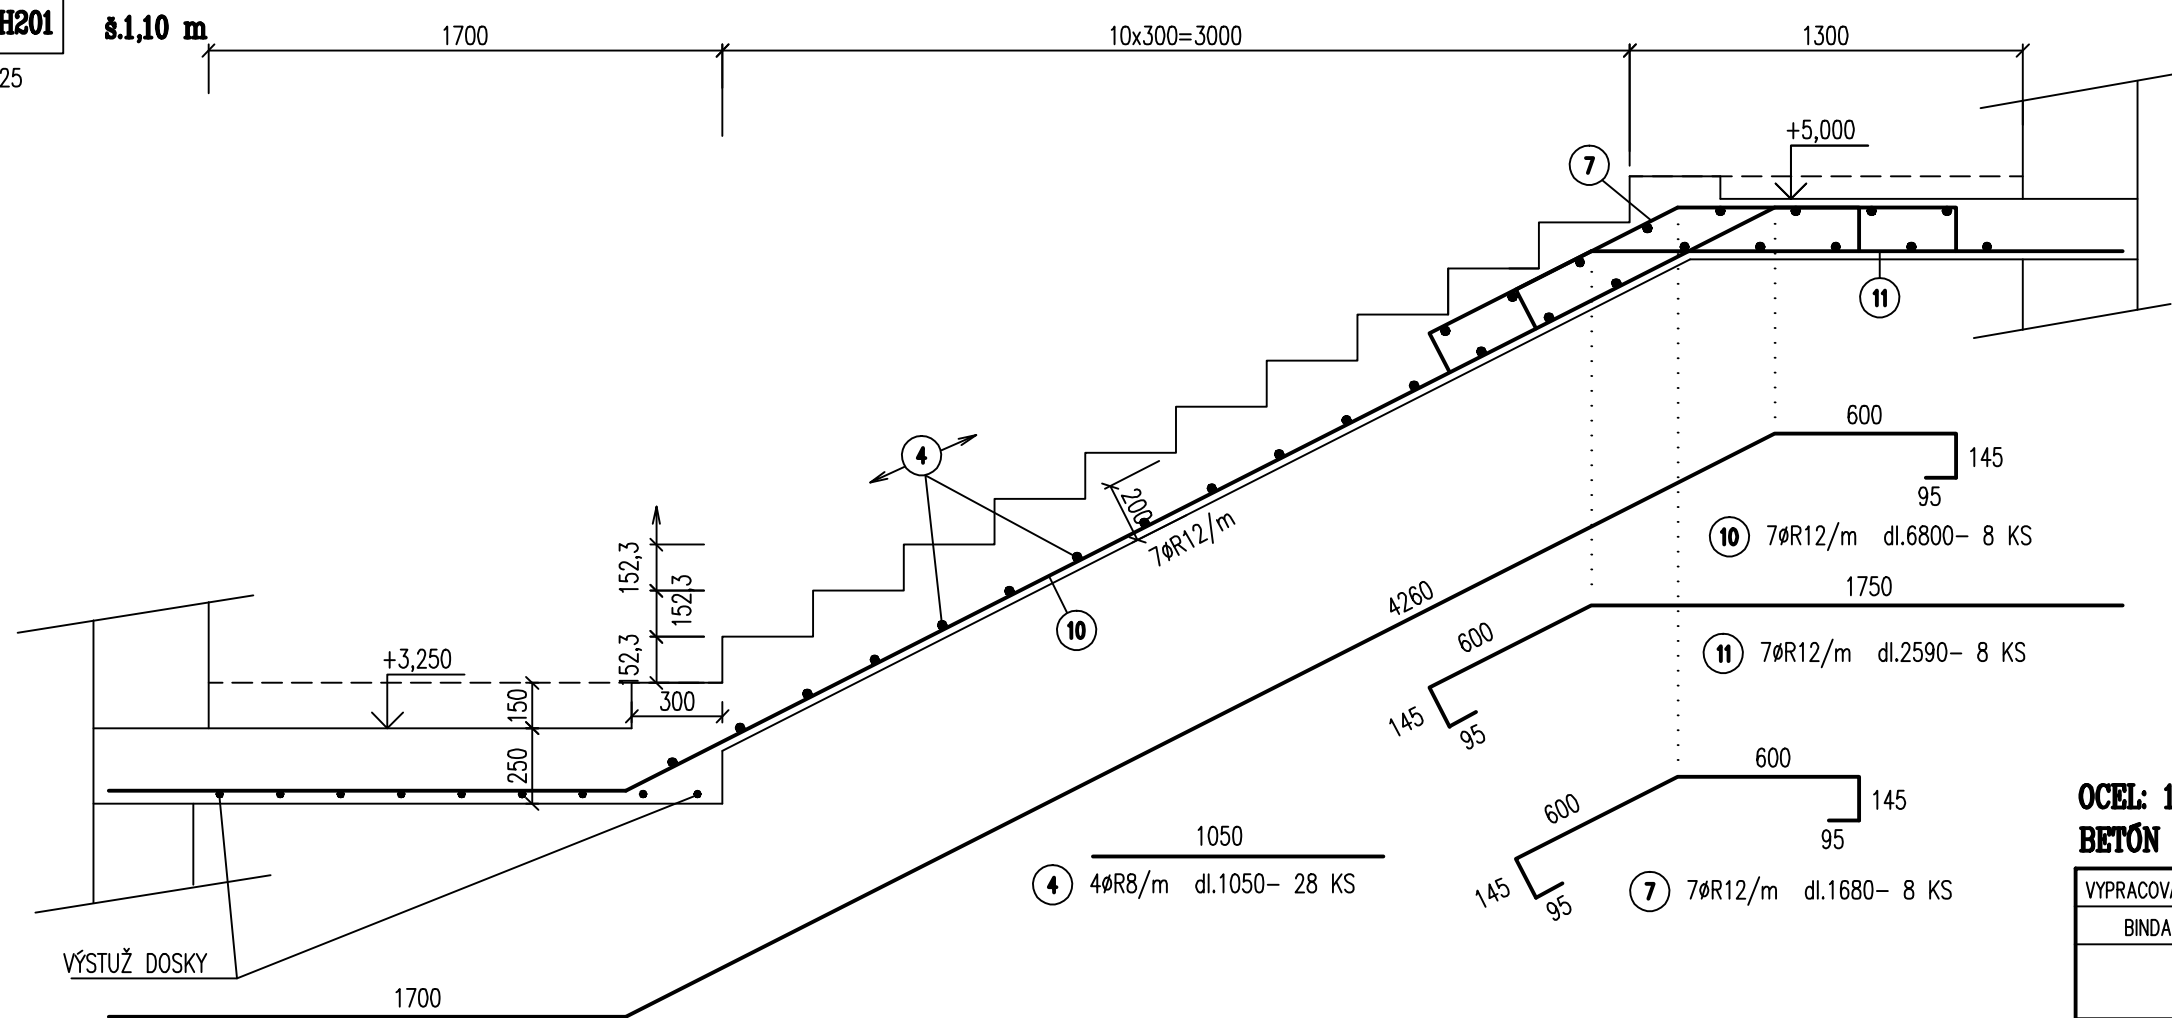 H201
š.1,10 m
25
1700
10x300=3000
1300
+5,000
7
11
4
200
7øR12/m
10
152,3
152,3
152,3
+3,250
150
250
300
600
145
95
10 7øR12/m dl.6800- 8 KS
4260
1750
600
145
95
11 7øR12/m dl.2590- 8 KS
600
145
95
600
145
95
7 7øR12/m dl.1680- 8 KS
1050
4 4øR8/m dl.1050- 28 KS
VÝSTUŽ DOSKY
1700
OCEL: 1
BETÓN
VYPRACOVA
BINDA